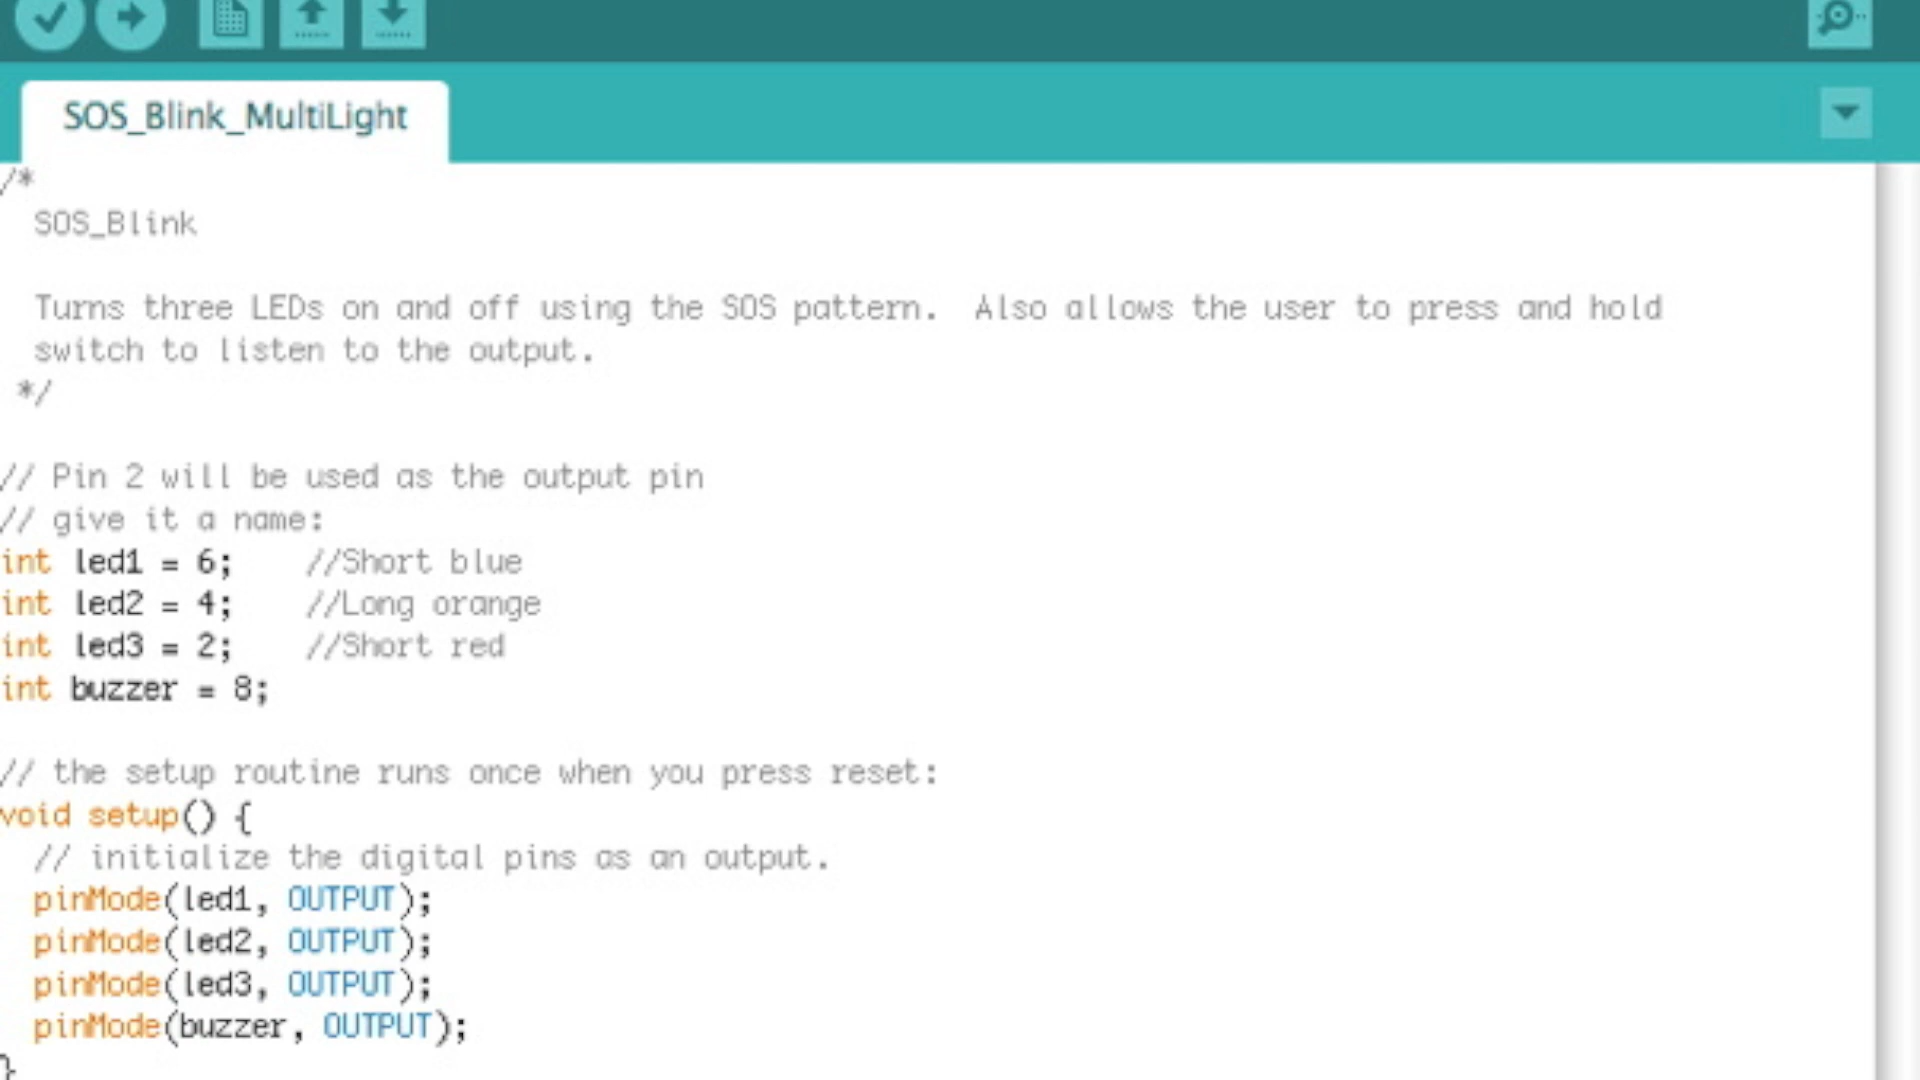 SOS_Blink_MultiLight
/*
  SOS_Blink

  Turns three LEDs on and off using the SOS pattern.  Also allows the user to press and hold
  switch to listen to the output.
 */

// Pin 2 will be used as the output pin
// give it a name:
int led1 = 6;    //Short blue
int led2 = 4;    //Long orange
int led3 = 2;    //Short red
int buzzer = 8;

// the setup routine runs once when you press reset:
void setup() {
  // initialize the digital pins as an output.
  pinMode(led1, OUTPUT);
  pinMode(led2, OUTPUT);
  pinMode(led3, OUTPUT);
  pinMode(buzzer, OUTPUT);
}